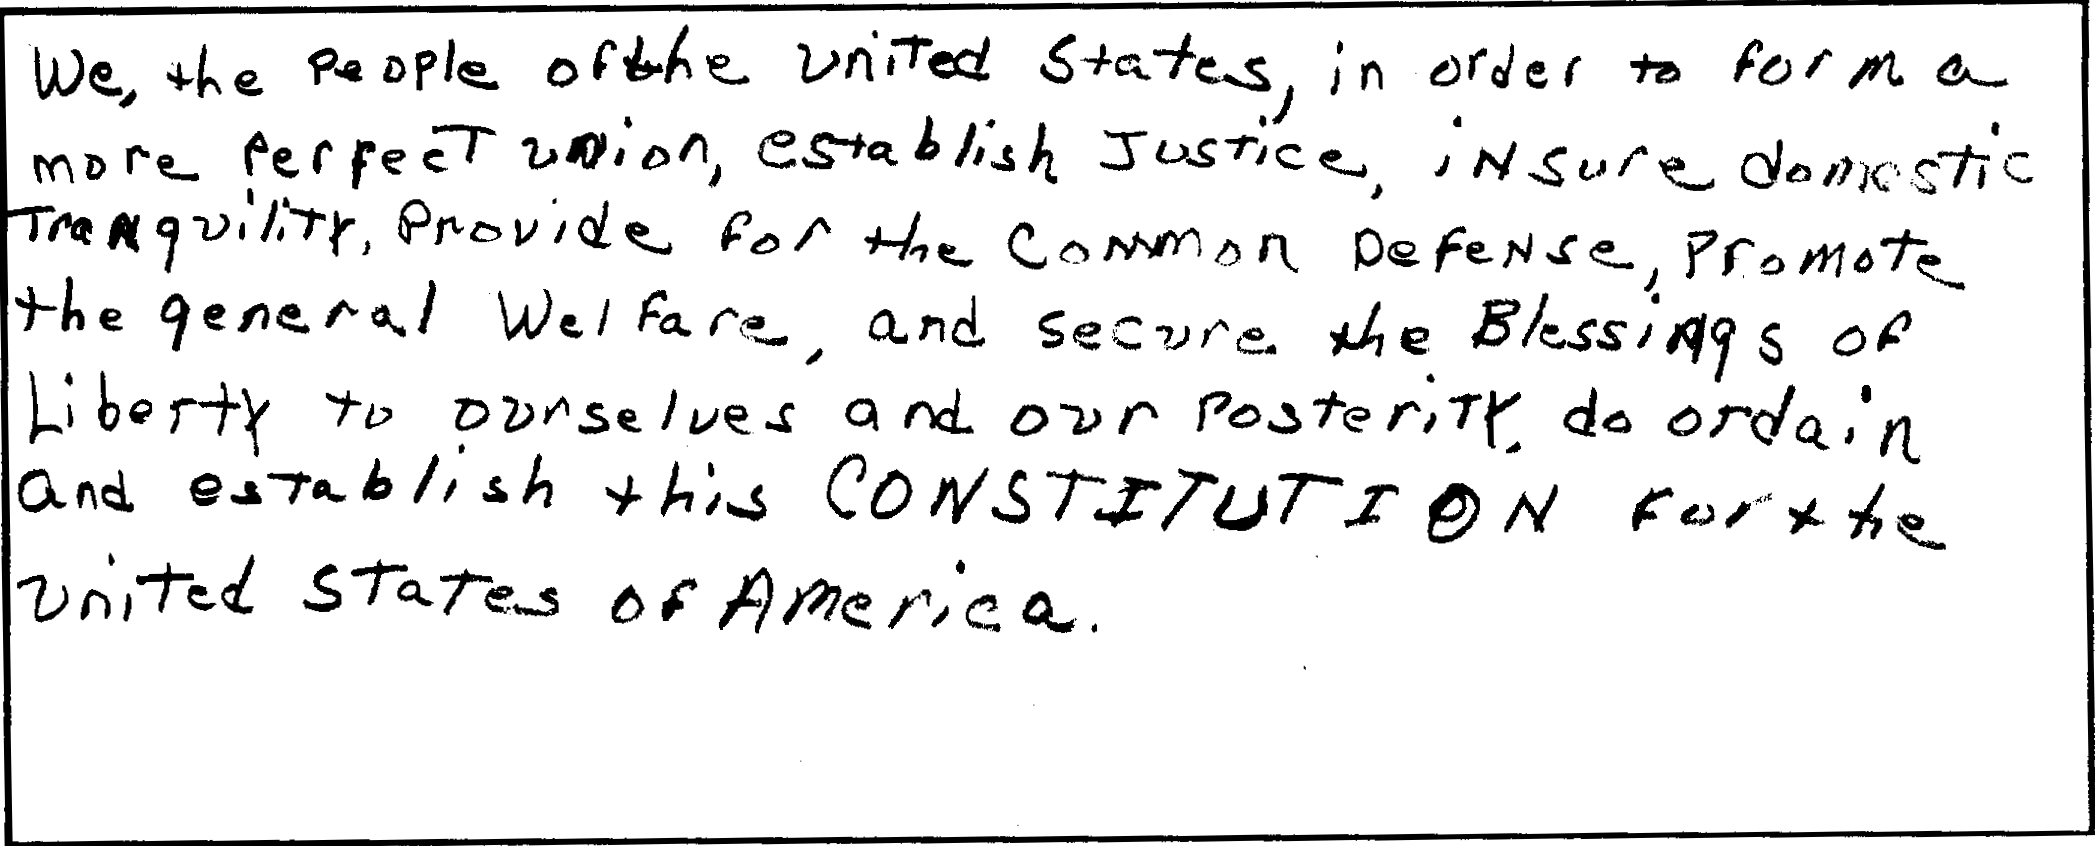 We, the People of the united States, in order to form a
more perfect union, establish Justice, iNsure domestic
TranquiliTy, Provide for the Common DefeNse, Promote
the general Welfare, and secure the Blessings of
Liberty to ourselves and our PosteriTy, do ordain
and esTablish this CONSTITUTION For the
uniTed STaTes of America.